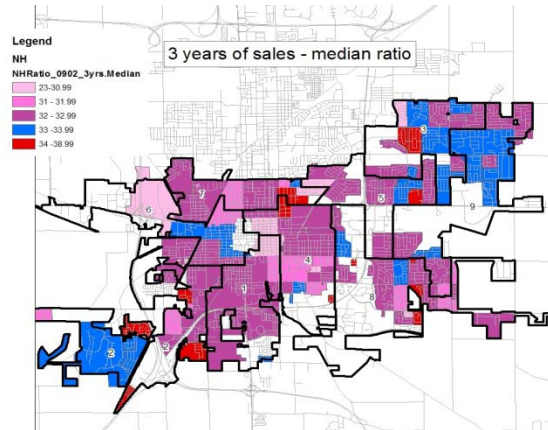 3 years of sales - median ratio
Legend
NH
NHRatio_0902_3yrs.Median
23-30.99
31 - 31.99
32 - 32.99
33 - 33.99
34 -38.99
3
5
7
6
9
4
1
8
2